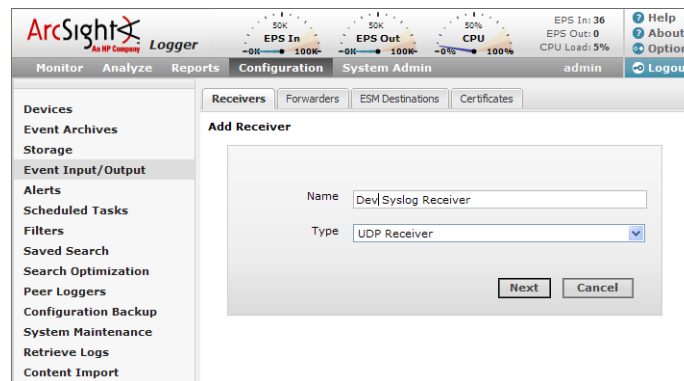 ArcSight
An HP Company
Logger
50K
EPS In
-0K 100K-
50K
EPS Out
-0K 100K-
50%
CPU
-0% 100%
EPS In: 36
EPS Out: 0
CPU Load: 5%
Help
About
Option
Monitor Analyze Reports Configuration System Admin admin Logou
Devices
Event Archives
Storage
Event Input/Output
Alerts
Scheduled Tasks
Filters
Saved Search
Search Optimization
Peer Loggers
Configuration Backup
System Maintenance
Retrieve Logs
Content Import
Receivers Forwarders ESM Destinations Certificates
Add Receiver
Name Dev Syslog Receiver
Type UDP Receiver
Next Cancel